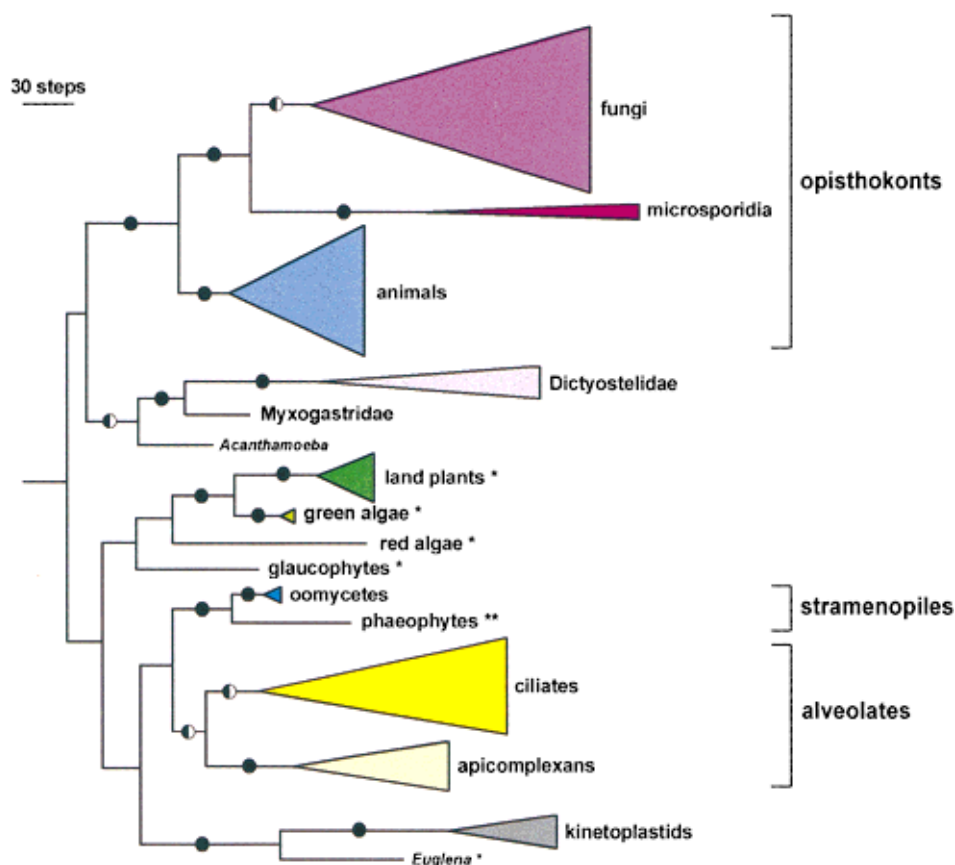 30 steps
fungi
opisthokonts
microsporidia
animals
Dictyostelidae
Myxogastridae
Acanthamoeba
land plants *
green algae *
red algae *
glaucophytes *
oomycetes
stramenopiles
phaeophytes **
ciliates
alveolates
apicomplexans
kinetoplastids
Euglena *